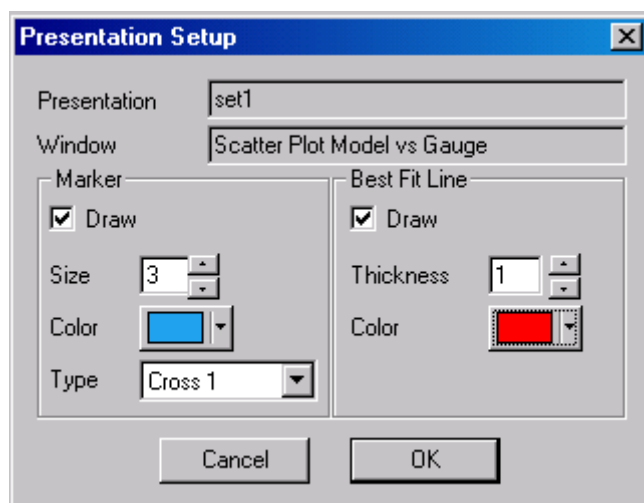 Presentation Setup
Presentation set1
Window Scatter Plot Model vs Gauge
Marker
Draw
Size 3
Color
Type Cross 1
Best Fit Line
Draw
Thickness 1
Color
Cancel OK